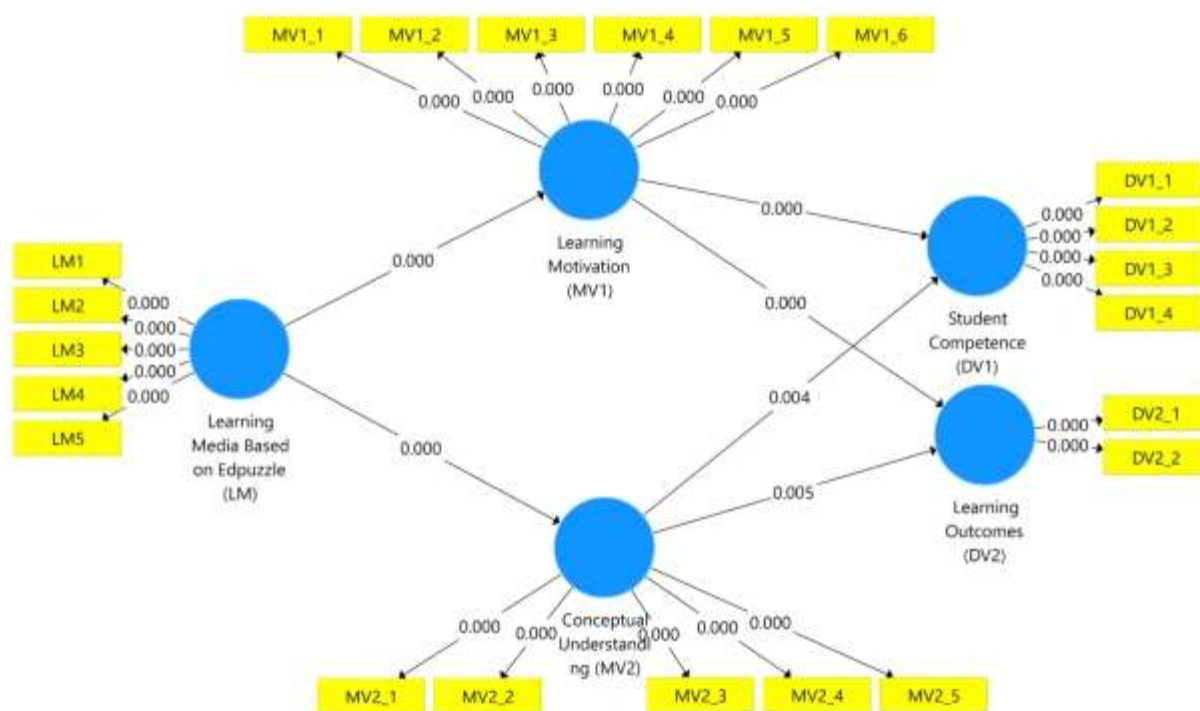 MV1_1 MV1_2 MV1_3 MV1_4 MV1_5 MV1_6
0.000 0.000 0.000 0.000 0.000 0.000
Learning
Motivation
(MV1)
0.000
0.000
0.000
LM1
LM2
LM3
LM4
LM5
0.000
0.000
0.000
0.000
0.000
Learning
Media Based
on Edpuzzle
(LM)
0.000
DV1_1
DV1_2
DV1_3
DV1_4
0.000
0.000
0.000
0.000
Student
Competence
(DV1)
0.004
0.005
DV2_1
DV2_2
0.000
0.000
Learning
Outcomes
(DV2)
Conceptual
Understandi
ng (MV2)
0.000 0.000 0.000 0.000 0.000
MV2_1 MV2_2 MV2_3 MV2_4 MV2_5